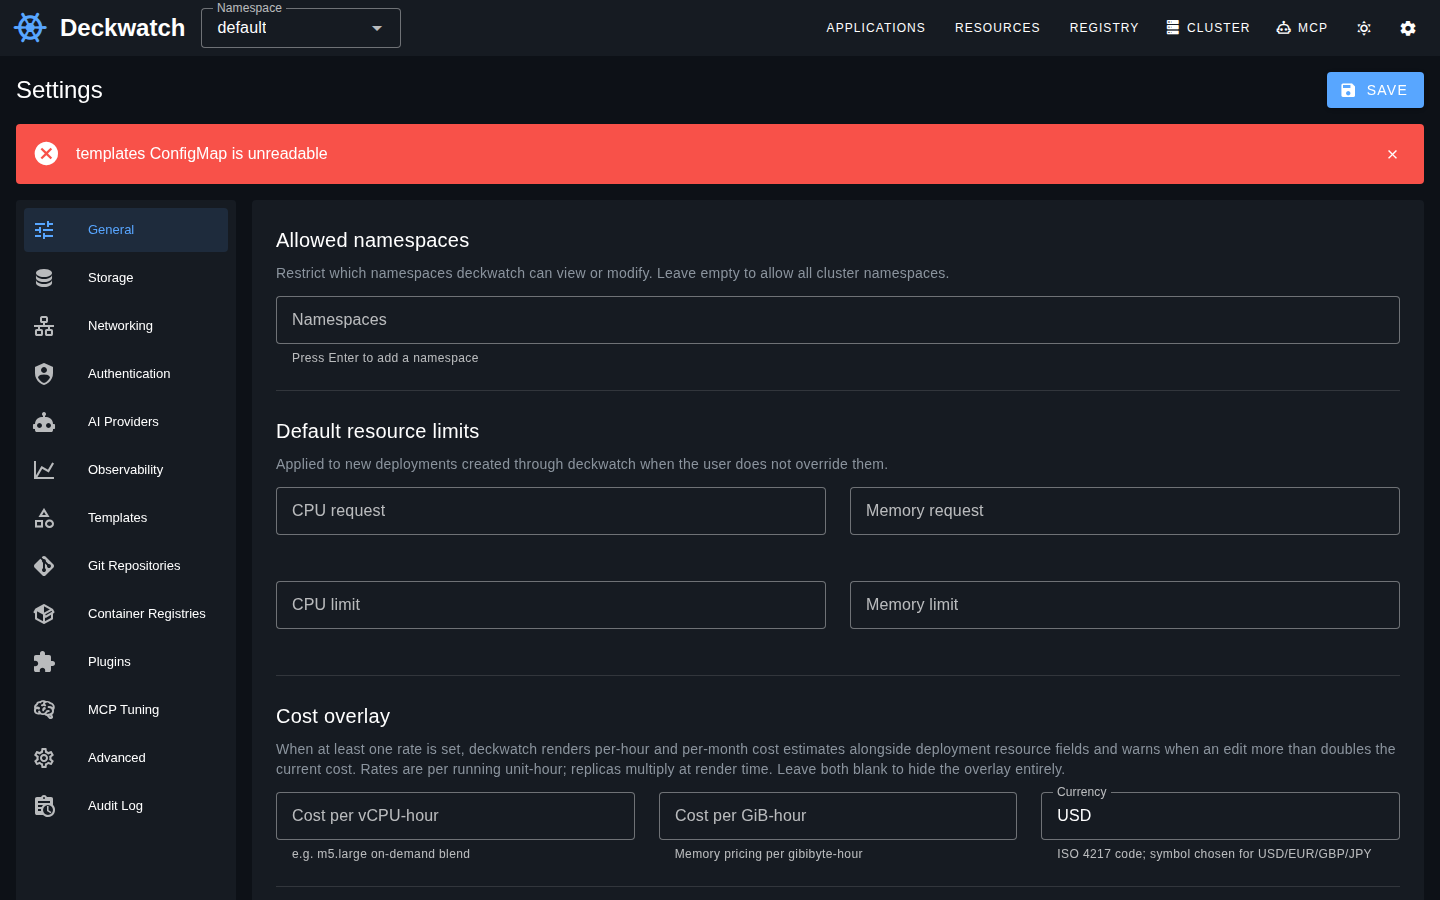 Deckwatch
Namespace
default
APPLICATIONS
RESOURCES
REGISTRY
CLUSTER
MCP
Settings
SAVE
templates ConfigMap is unreadable
General
Storage
Networking
Authentication
AI Providers
Observability
Templates
Git Repositories
Container Registries
Plugins
MCP Tuning
Advanced
Audit Log
Allowed namespaces
Restrict which namespaces deckwatch can view or modify. Leave empty to allow all cluster namespaces.
Namespaces
Press Enter to add a namespace
Default resource limits
Applied to new deployments created through deckwatch when the user does not override them.
CPU request
Memory request
CPU limit
Memory limit
Cost overlay
When at least one rate is set, deckwatch renders per-hour and per-month cost estimates alongside deployment resource fields and warns when an edit more than doubles the
current cost. Rates are per running unit-hour; replicas multiply at render time. Leave both blank to hide the overlay entirely.
Cost per vCPU-hour
e.g. m5.large on-demand blend
Cost per GiB-hour
Memory pricing per gibibyte-hour
Currency
USD
ISO 4217 code; symbol chosen for USD/EUR/GBP/JPY